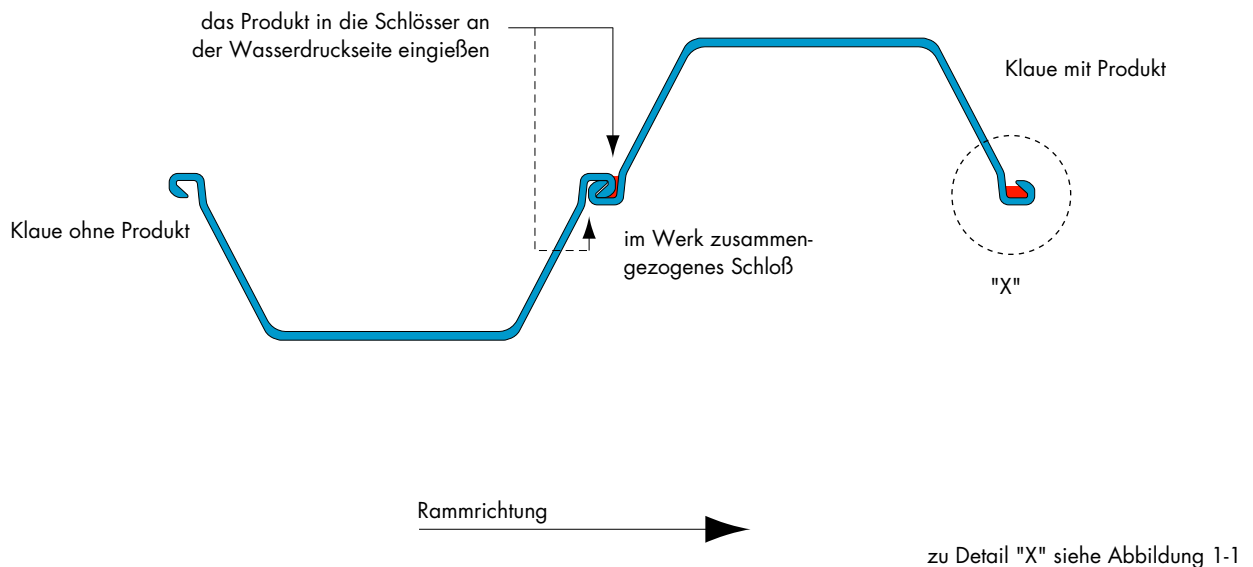 das Produkt in die Schlösser an
der Wasserdruckseite eingießen
Klaue mit Produkt
Klaue ohne Produkt
im Werk zusammen-
gezogenes Schloß
"X"
Rammrichtung
zu Detail "X" siehe Abbildung 1-1